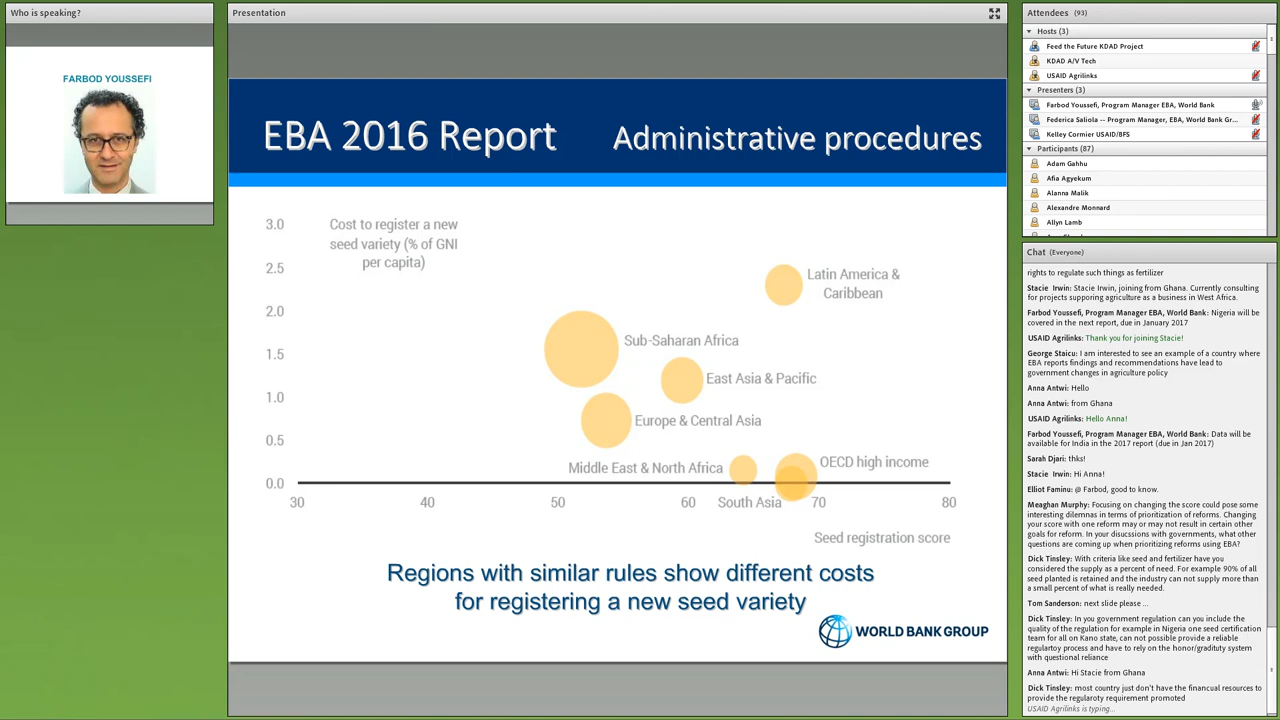 Who is speaking?
FARBOD YOUSSEFI
Presentation
EBA 2016 Report Administrative procedures
3.0
2.5
2.0
1.5
1.0
0.5
0.0
Cost to register a new
seed variety (% of GNI
per capita)
Latin America &
Caribbean
Sub-Saharan Africa
East Asia & Pacific
Europe & Central Asia
Middle East & North Africa
OECD high income
South Asia
30 40 50 60 70 80
Seed registration score
Regions with similar rules show different costs
for registering a new seed variety
WORLD BANK GROUP
Attendees (93)
Hosts (3)
Feed the Future KDAD Project
KDAD A/V Tech
USAID Agrilinks
Presenters (3)
Farbod Youssefi, Program Manager EBA, World Bank
Federica Saliola -- Program Manager, EBA, World Bank Gr...
Kelley Cormier USAID/BFS
Participants (87)
Adam Gahhu
Afia Agyekum
Alanna Malik
Alexandre Monnard
Allyn Lamb
Chat (Everyone)
rights to regulate such things as fertilizer
Stacie Irwin: Stacie Irwin, joining from Ghana. Currently consulting
for projects supporing agriculture as a business in West Africa.
Farbod Youssefi, Program Manager EBA, World Bank: Nigeria will be
covered in the next report, due in January 2017
USAID Agrilinks: Thank you for joining Stacie!
George Staicu: I am interested to see an example of a country where
EBA reports findings and recommendations have lead to
government changes in agriculture policy
Anna Antwi: Hello
Anna Antwi: from Ghana
USAID Agrilinks: Hello Anna!
Farbod Youssefi, Program Manager EBA, World Bank: Data will be
available for India in the 2017 report (due in Jan 2017)
Sarah Djari: thks!
Stacie Irwin: Hi Anna!
Elliot Faminu: @ Farbod, good to know.
Meaghan Murphy: Focusing on changing the score could pose some
interesting dilemnas in terms of prioritization of reforms. Changing
your score with one reform may or may not result in certain other
goals for reform. In your disucssions with governments, what other
questions are coming up when prioritizing reforms using EBA?
Dick Tinsley: With criteria like seed and fertilizer have you
considered the supply as a percent of need. For example 90% of all
seed planted is retained and the industry can not supply more than
a small percent of what is really needed.
Tom Sanderson: next slide please ...
Dick Tinsley: In you government regulation can you include the
quality of the regulation for example in Nigeria one seed certification
team for all on Kano state, can not possible provide a reliable
regulartoy process and have to rely on the honor/gradituty system
with questional reliance
Anna Antwi: Hi Stacie from Ghana
Dick Tinsley: most country just don't have the financual resources to
provide the regularoty requirement promoted
USAID Agrilinks is typing...